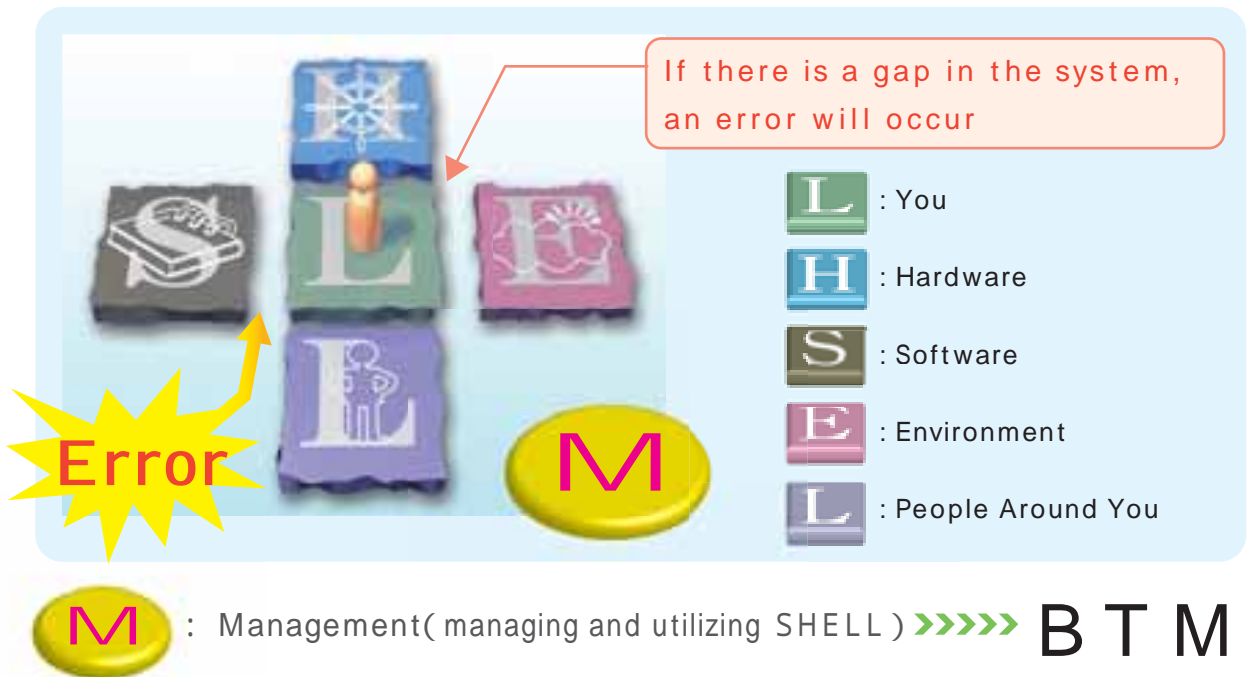 If there is a gap in the system,
an error will occur
H
S
L
E
L
Error
M
L : You
H : Hardware
S : Software
E : Environment
L : People Around You
M : Management(managing and utilizing SHELL) >>>>> BTM